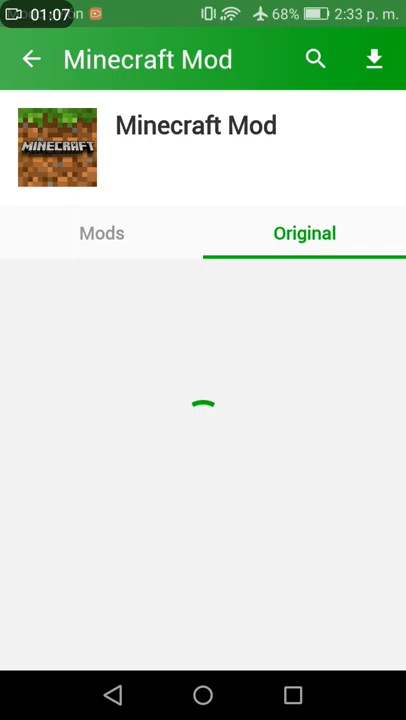 01:07 68% 2:33 p. m.
Minecraft Mod
MINECRAFT
Minecraft Mod
Mods Original